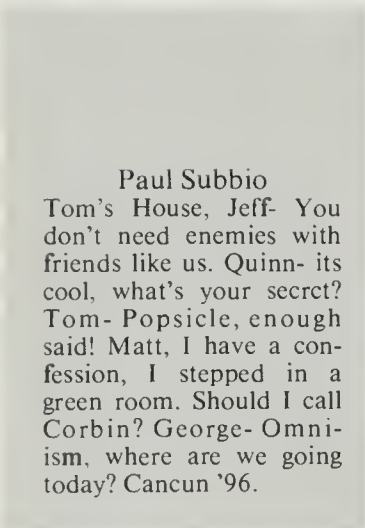 Paul Subbio
Tom's House, Jeff- You
don't need enemies with
friends like us. Quinn- its
cool, what's your secret?
Tom- Popsicle, enough
said! Matt, I have a con-
fession, I stepped in a
green room. Should I call
Corbin? George- Omni-
ism, where are we going
today? Cancun '96.